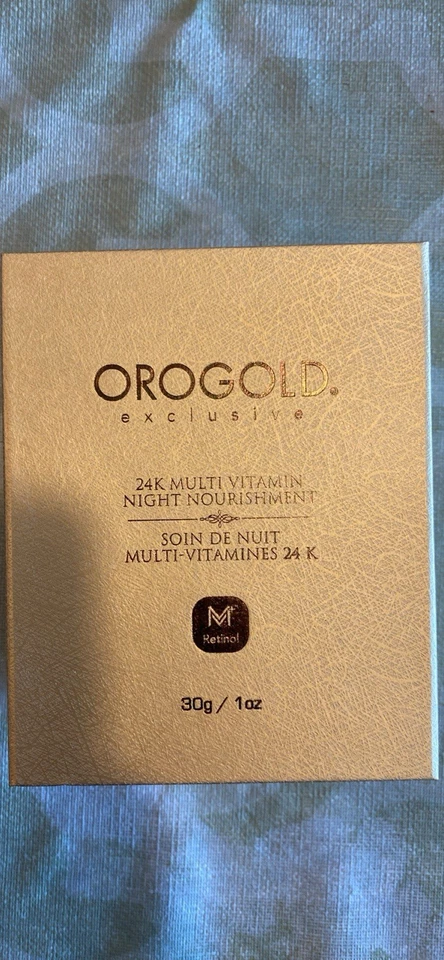 OROGOLD.
exclusive
24K MULTI VITAMIN
NIGHT NOURISHMENT
SOIN DE NUIT
MULTI-VITAMINES 24 K
Retinol
30g / 1oz